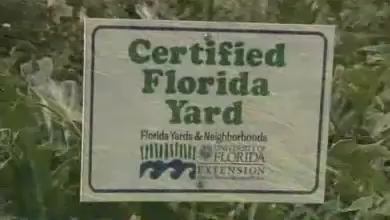 Certified
Florida
Yard
Florida Yards & Neighborhoods
UNIVERSITY OF
FLORIDA
EXTENSION